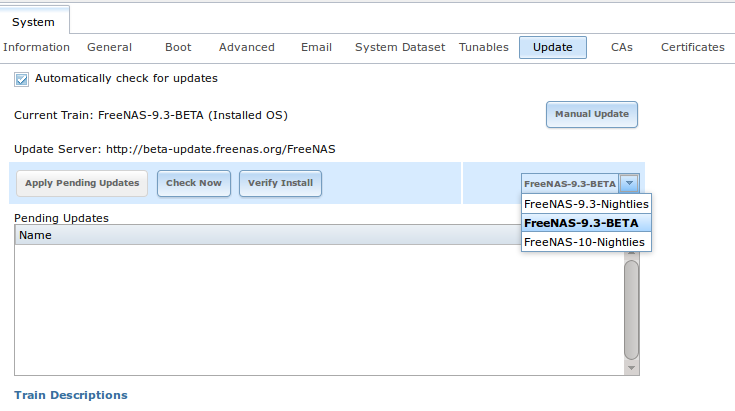 System
Information General Boot Advanced Email System Dataset Tunables Update CAs Certificates
Automatically check for updates
Current Train: FreeNAS-9.3-BETA (Installed OS)
Manual Update
Update Server: http://beta-update.freenas.org/FreeNAS
Apply Pending Updates Check Now Verify Install FreeNAS-9.3-BETA
FreeNAS-9.3-Nightlies
FreeNAS-9.3-BETA
FreeNAS-10-Nightlies
Pending Updates
Name
Train Descriptions